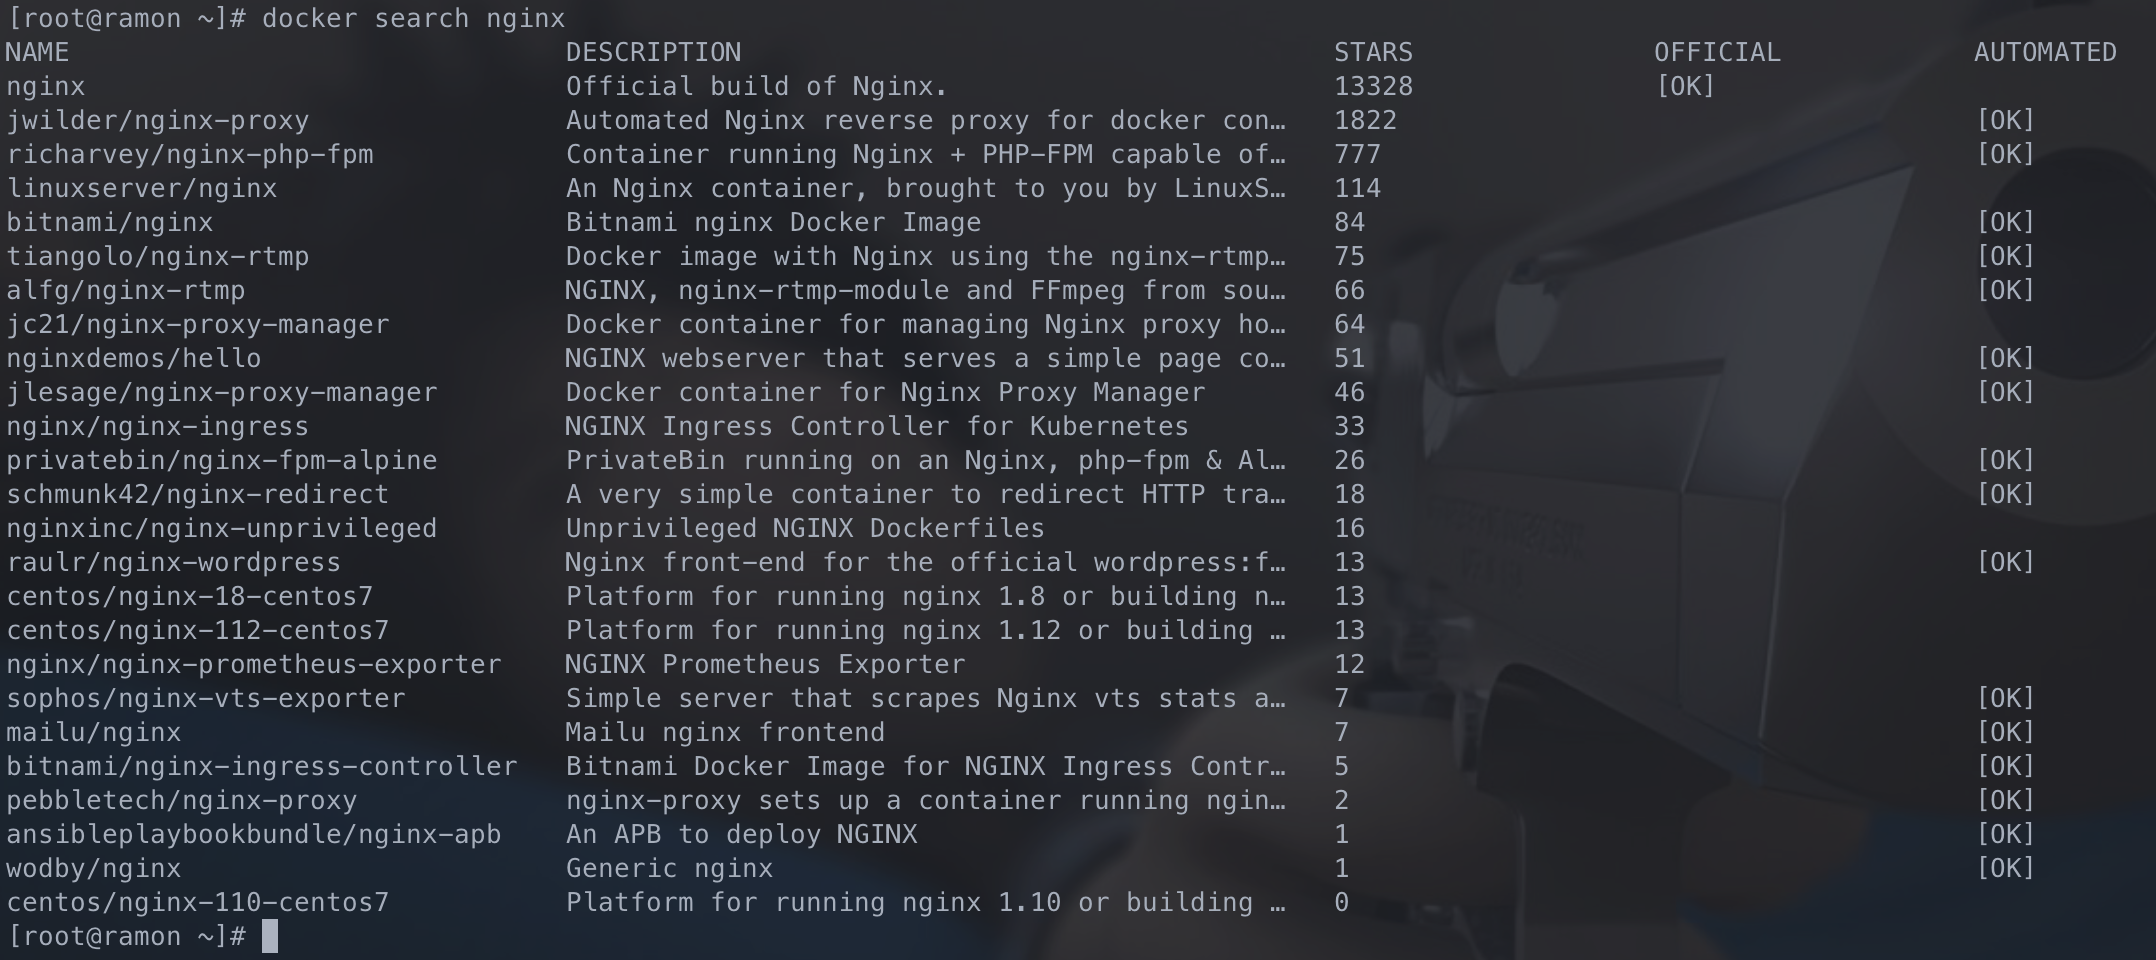 [root@ramon ~]# docker search nginx
NAME DESCRIPTION STARS OFFICIAL AUTOMATED
nginx Official build of Nginx. 13328 [OK]
jwilder/nginx-proxy Automated Nginx reverse proxy for docker con… 1822 [OK]
richarvey/nginx-php-fpm Container running Nginx + PHP-FPM capable of… 777 [OK]
linuxserver/nginx An Nginx container, brought to you by LinuxS… 114
bitnami/nginx Bitnami nginx Docker Image 84 [OK]
tiangolo/nginx-rtmp Docker image with Nginx using the nginx-rtmp… 75 [OK]
alfg/nginx-rtmp NGINX, nginx-rtmp-module and FFmpeg from sou… 66 [OK]
jc21/nginx-proxy-manager Docker container for managing Nginx proxy ho… 64
nginxdemos/hello NGINX webserver that serves a simple page co… 51 [OK]
jlesage/nginx-proxy-manager Docker container for Nginx Proxy Manager 46 [OK]
nginx/nginx-ingress NGINX Ingress Controller for Kubernetes 33
privatebin/nginx-fpm-alpine PrivateBin running on an Nginx, php-fpm & Al… 26 [OK]
schmunk42/nginx-redirect A very simple container to redirect HTTP tra… 18 [OK]
nginxinc/nginx-unprivileged Unprivileged NGINX Dockerfiles 16
raulr/nginx-wordpress Nginx front-end for the official wordpress:f… 13 [OK]
centos/nginx-18-centos7 Platform for running nginx 1.8 or building n… 13
centos/nginx-112-centos7 Platform for running nginx 1.12 or building … 13
nginx/nginx-prometheus-exporter NGINX Prometheus Exporter 12
sophos/nginx-vts-exporter Simple server that scrapes Nginx vts stats a… 7 [OK]
mailu/nginx Mailu nginx frontend 7 [OK]
bitnami/nginx-ingress-controller Bitnami Docker Image for NGINX Ingress Contr… 5 [OK]
pebbletech/nginx-proxy nginx-proxy sets up a container running ngin… 2 [OK]
ansibleplaybookbundle/nginx-apb An APB to deploy NGINX 1 [OK]
wodby/nginx Generic nginx 1 [OK]
centos/nginx-110-centos7 Platform for running nginx 1.10 or building … 0
[root@ramon ~]#